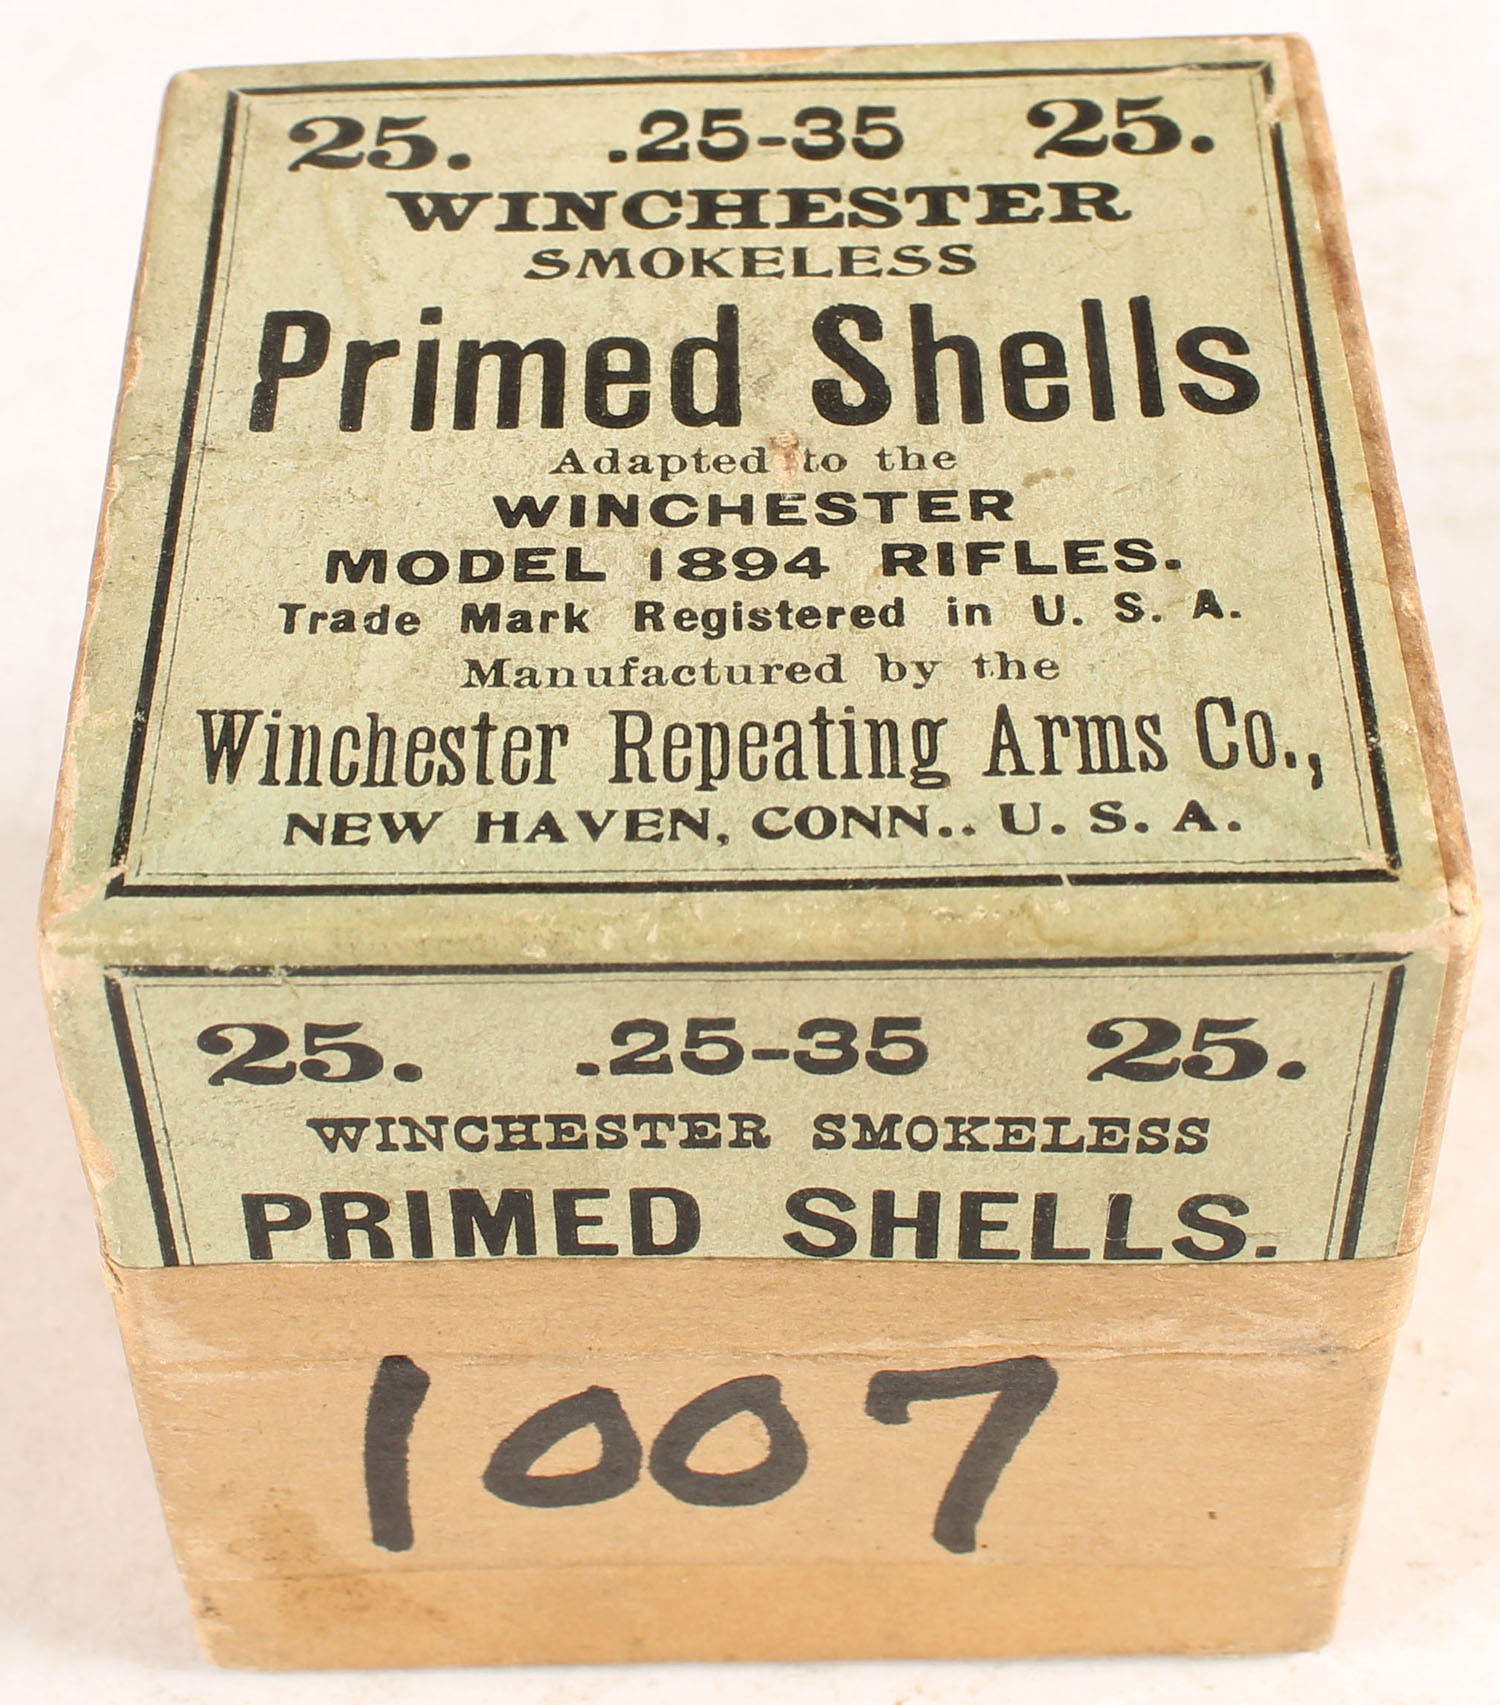 25. .25-35 25.
WINCHESTER
SMOKELESS
Primed Shells
Adapted to the
WINCHESTER
MODEL 1894 RIFLES.
Trade Mark Registered in U. S. A.
Manufactured by the
Winchester Repeating Arms Co.,
NEW HAVEN, CONN.. U. S. A.
25. .25-35 25.
WINCHESTER SMOKELESS
PRIMED SHELLS.
1007